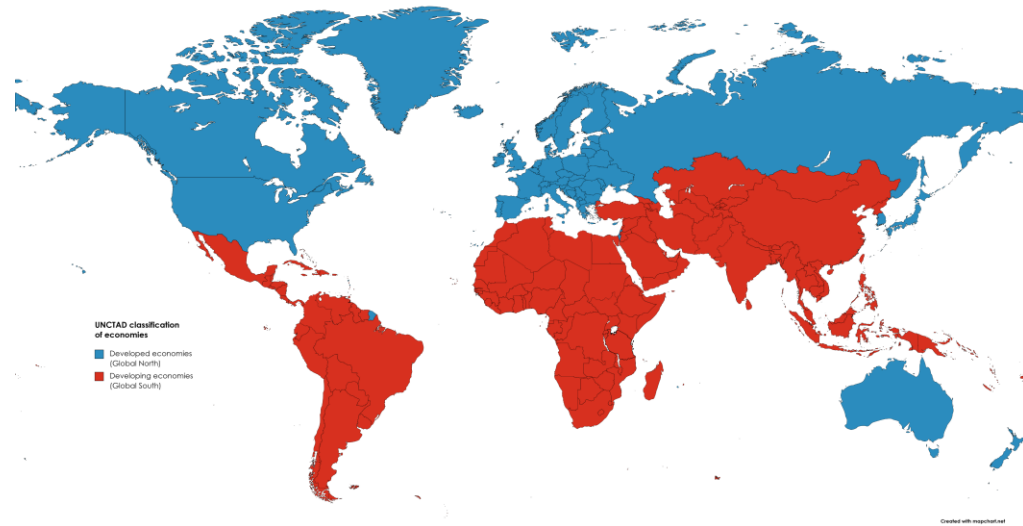 UNCTAD classification
of economies
Developed economies
(Global North)
Developing economies
(Global South)
Created with mapchart.net